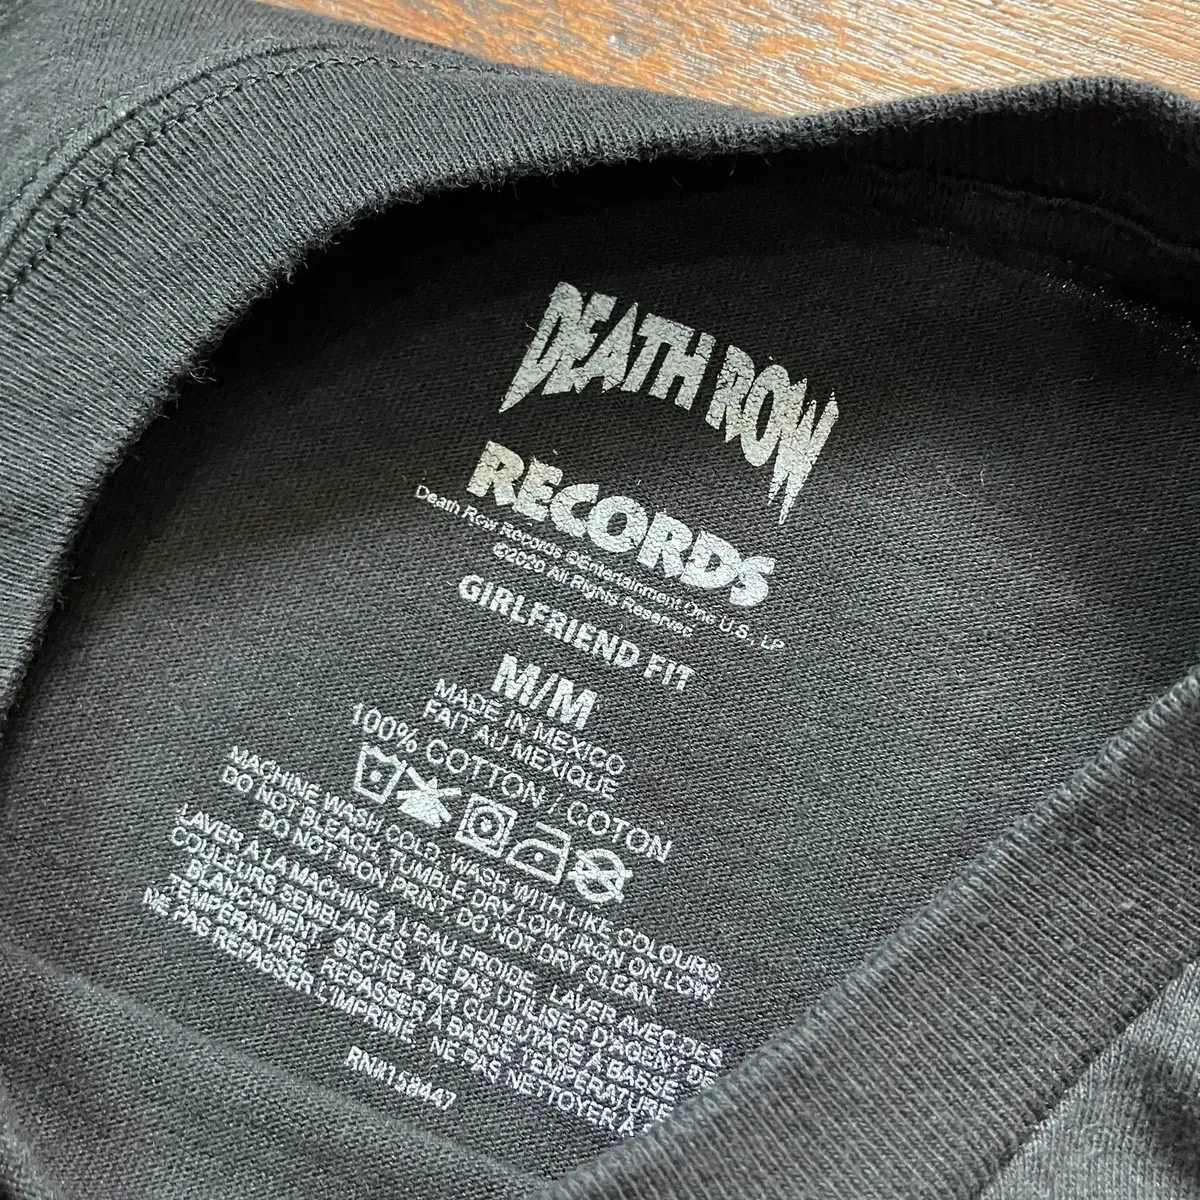 DEATH ROW
RECORDS
Death Row Records ©Entertainment One U.S., LP
©2020 All Rights Reserved
GIRLFRIEND FIT
M/M
MADE IN MEXICO
FAIT AU MEXIQUE
100% COTTON / COTON
MACHINE WASH COLD. WASH WITH LIKE COLOURS.
DO NOT BLEACH. TUMBLE DRY LOW. IRON ON LOW.
DO NOT IRON PRINT. DO NOT DRY CLEAN.
LAVER À LA MACHINE À L'EAU FROIDE. LAVER AVEC DES
COULEURS SEMBLABLES. NE PAS UTILISER D'AGENT DE
BLANCHIMENT. SÉCHER PAR CULBUTAGE À BASSE
TEMPERATURE. REPASSER À BASSE TEMPERATURE.
NE PAS REPASSER L'IMPRIMÉ. NE PAS NETTOYER À
RN#158447